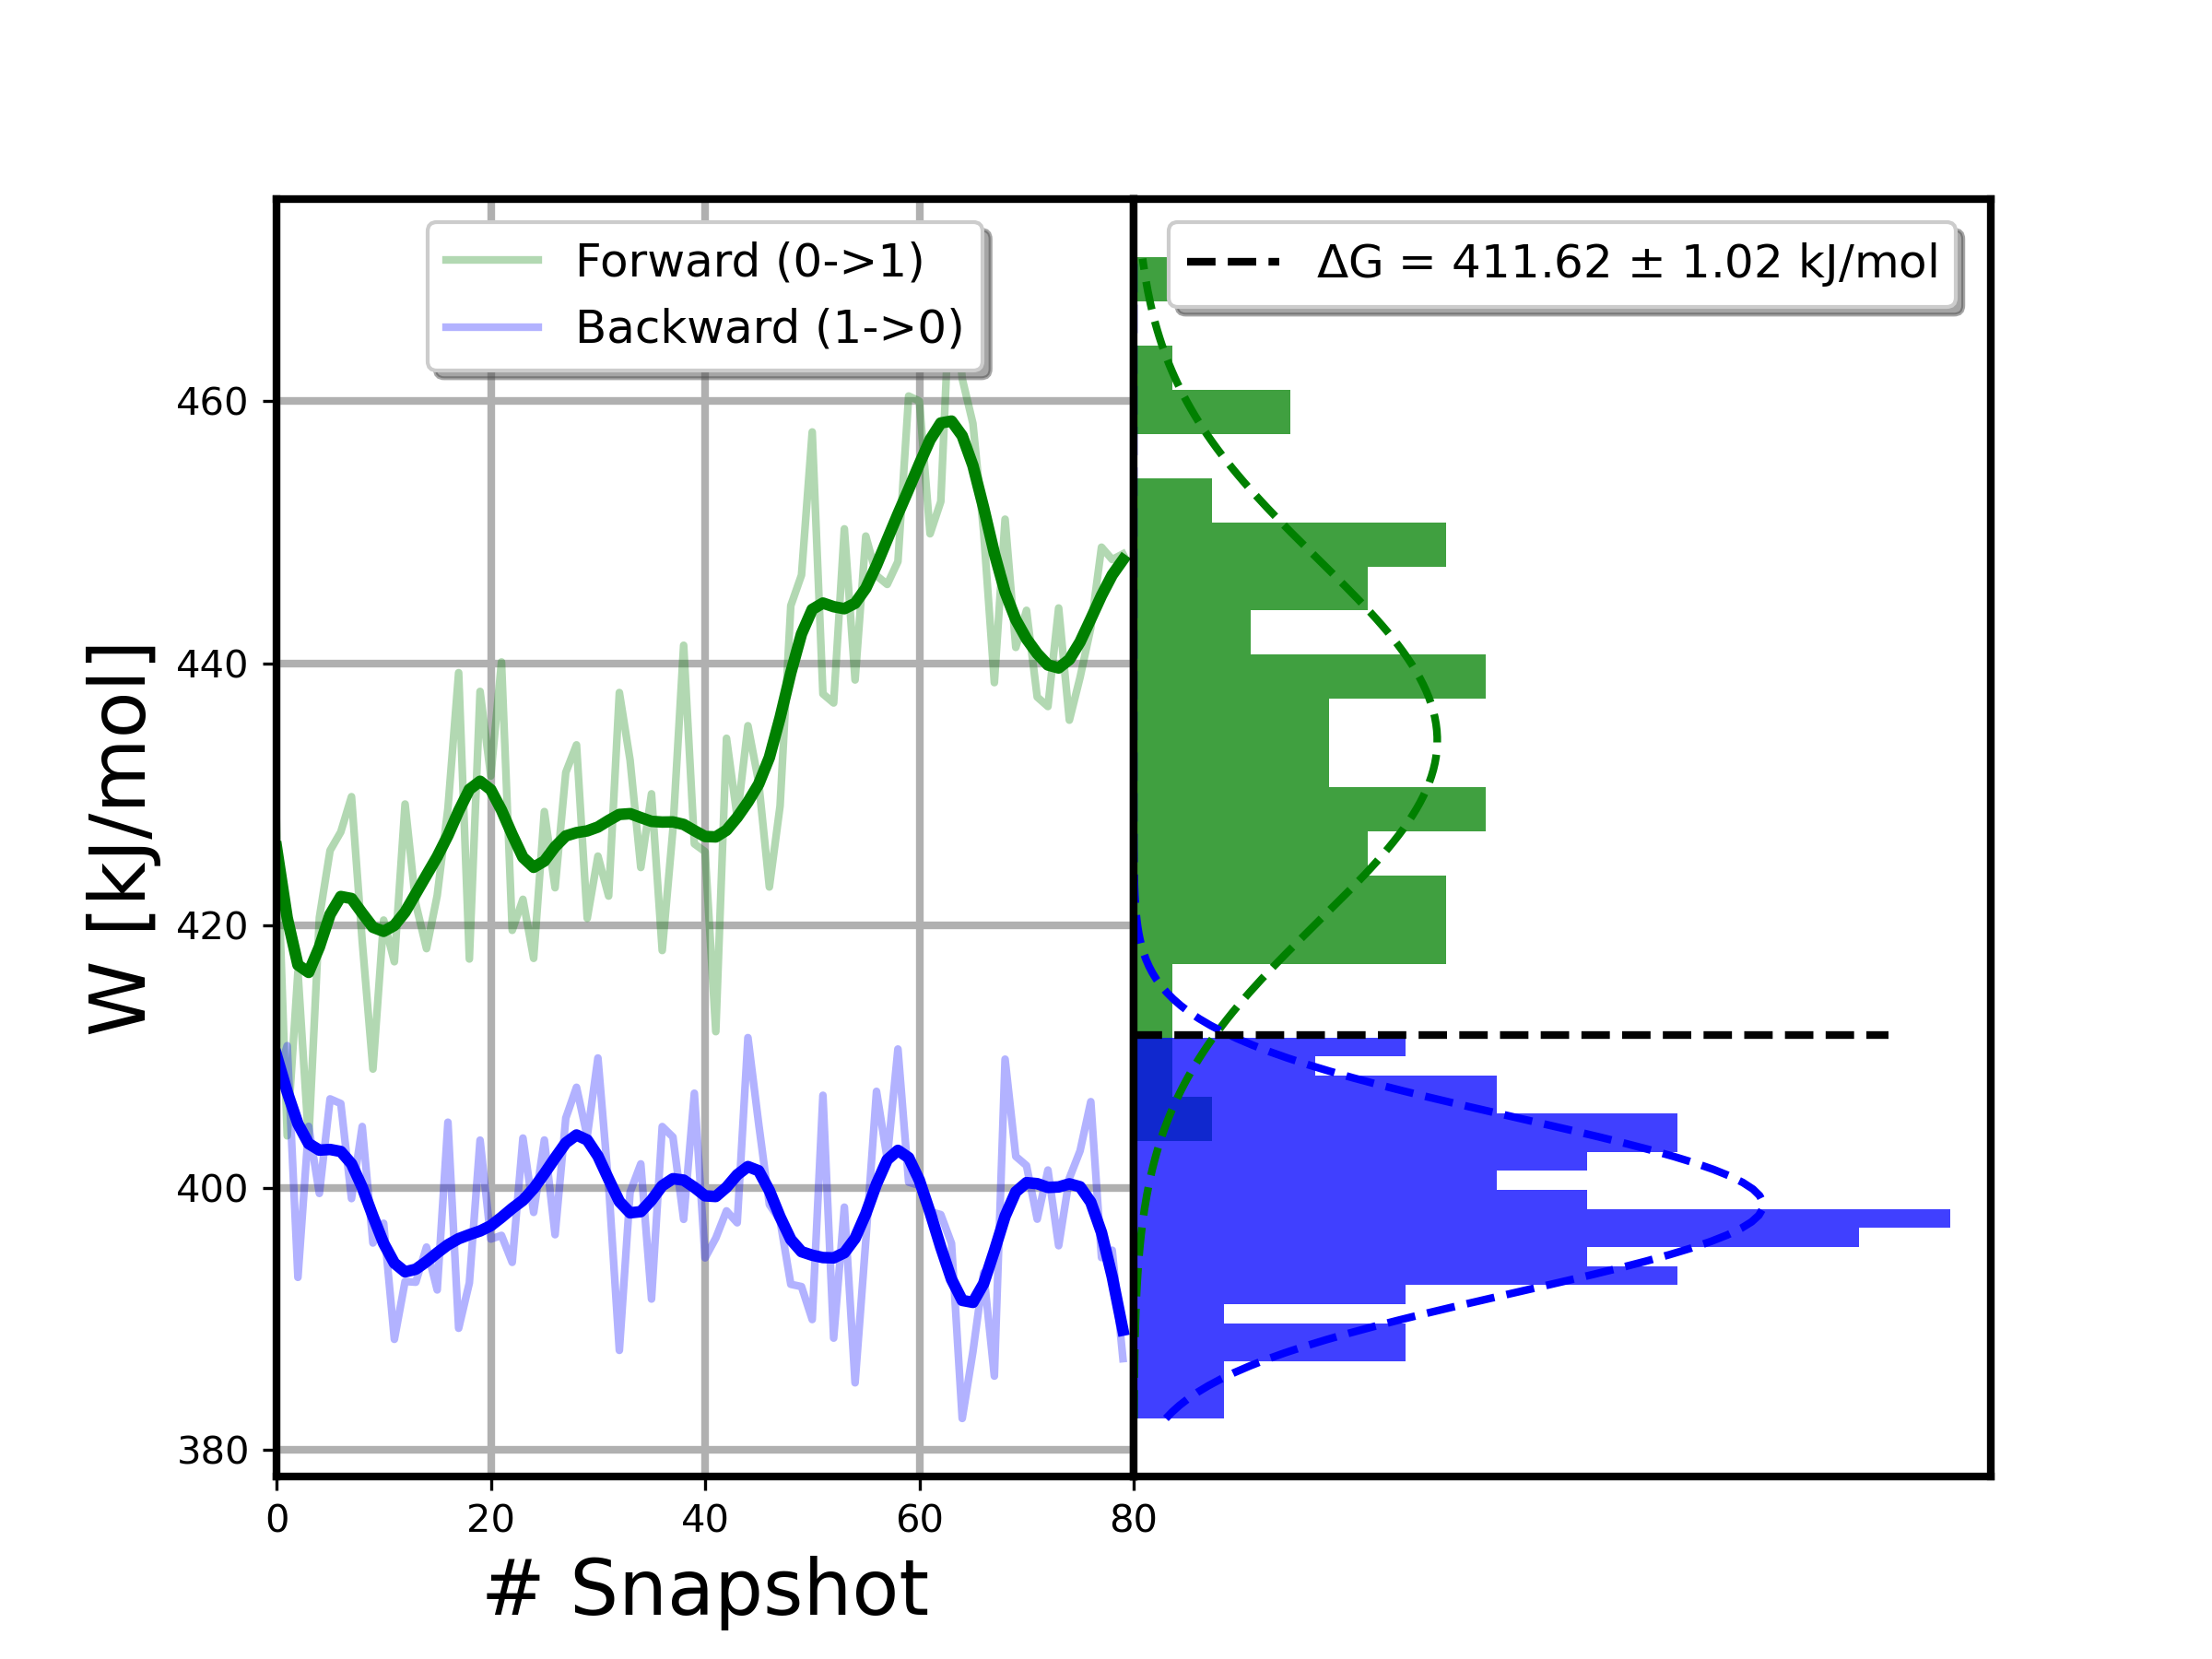 Forward (0->1)
Backward (1->0)
ΔG = 411.62 ± 1.02 kJ/mol
W [kJ/mol]
460
440
420
400
380
0 20 40 60 80
# Snapshot